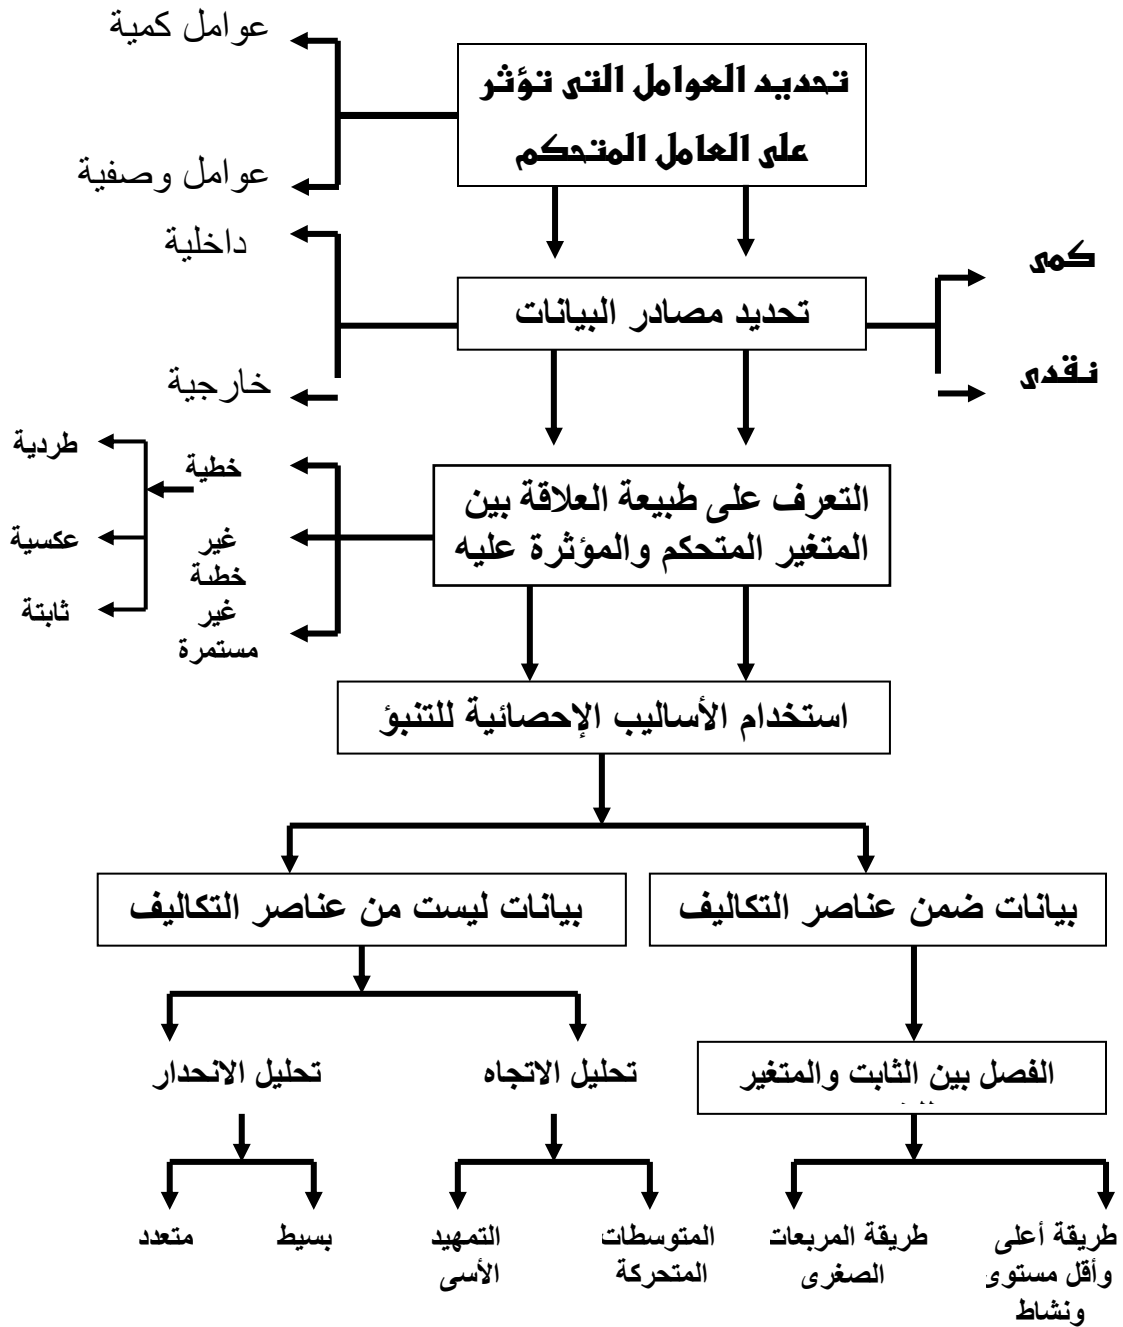 عوامل كمية
تحديد العوامل التى تؤثر
على العامل المتحكم
عوامل وصفية
داخلية
كمى
تحديد مصادر البيانات
نقدى
خارجية
طردية
خطية
التعرف على طبيعة العلاقة بين
المتغير المتحكم والمؤثرة عليه
عكسية
غير
خطية
ثابتة
غير
مستمرة
استخدام الأساليب الإحصائية للتنبؤ
بيانات ضمن عناصر التكاليف
بيانات ليست من عناصر التكاليف
الفصل بين الثابت والمتغير
تحليل الاتجاه
تحليل الانحدار
طريقة أعلى
وأقل مستوى
ونشاط
طريقة المربعات
الصغرى
المتوسطات
المتحركة
التمهيد
الأسى
بسيط
متعدد